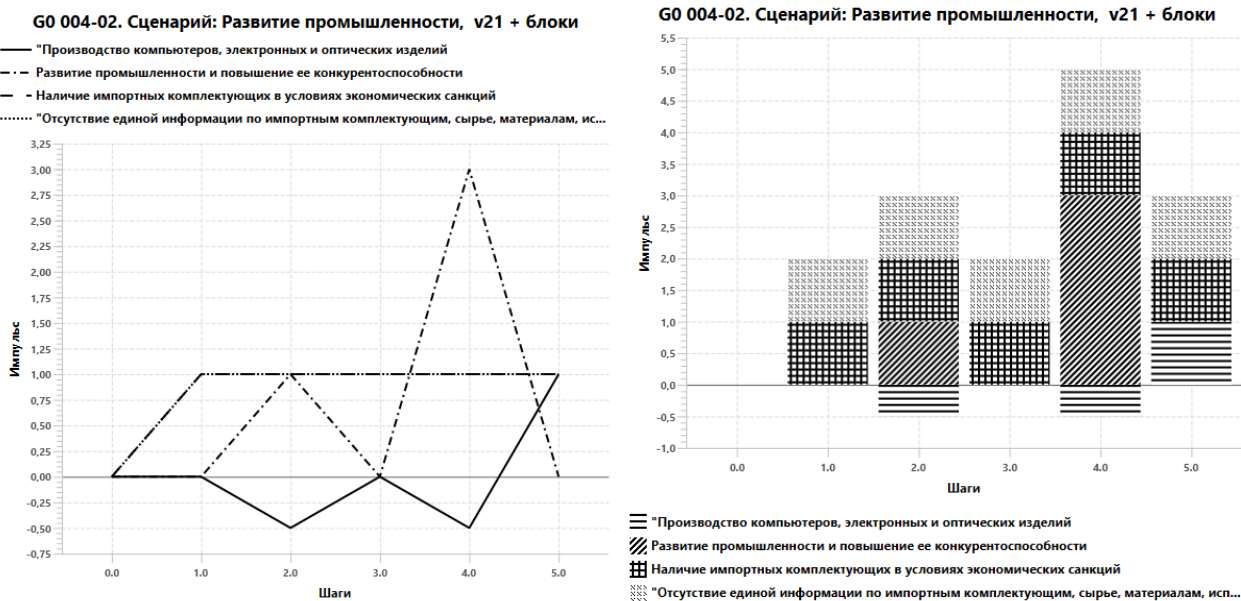 G0 004-02. Сценарий: Развитие промышленности, v21 + блоки
"Производство компьютеров, электронных и оптических изделий
Развитие промышленности и повышение ее конкурентоспособности
Наличие импортных комплектующих в условиях экономических санкций
"Отсутствие единой информации по импортным комплектующим, сырье, материалам, ис...
3,25
3,00
2,75
2,50
2,25
2,00
1,75
1,50
1,25
1,00
0,75
0,50
0,25
0,00
-0,25
-0,50
-0,75
Импульс
0.0 1.0 2.0 3.0 4.0 5.0
Шаги
G0 004-02. Сценарий: Развитие промышленности, v21 + блоки
5,5
5,0
4,5
4,0
3,5
3,0
2,5
2,0
1,5
1,0
0,5
0,0
-0,5
-1,0
Импульс
0.0 1.0 2.0 3.0 4.0 5.0
Шаги
"Производство компьютеров, электронных и оптических изделий
Развитие промышленности и повышение ее конкурентоспособности
Наличие импортных комплектующих в условиях экономических санкций
"Отсутствие единой информации по импортным комплектующим, сырье, материалам, исп...